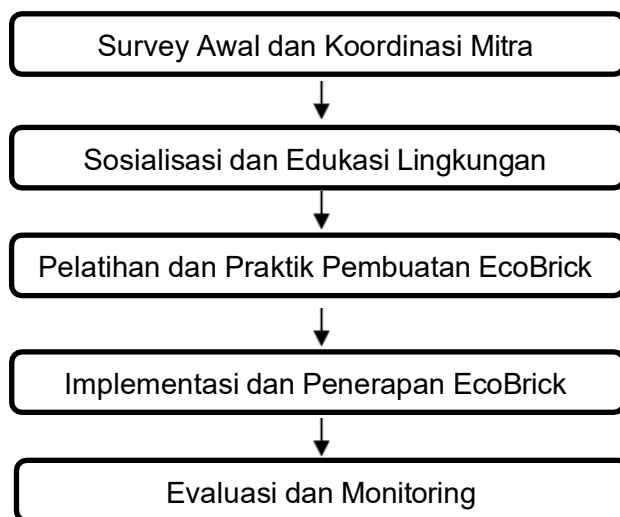 Survey Awal dan Koordinasi Mitra
Sosialisasi dan Edukasi Lingkungan
Pelatihan dan Praktik Pembuatan EcoBrick
Implementasi dan Penerapan EcoBrick
Evaluasi dan Monitoring